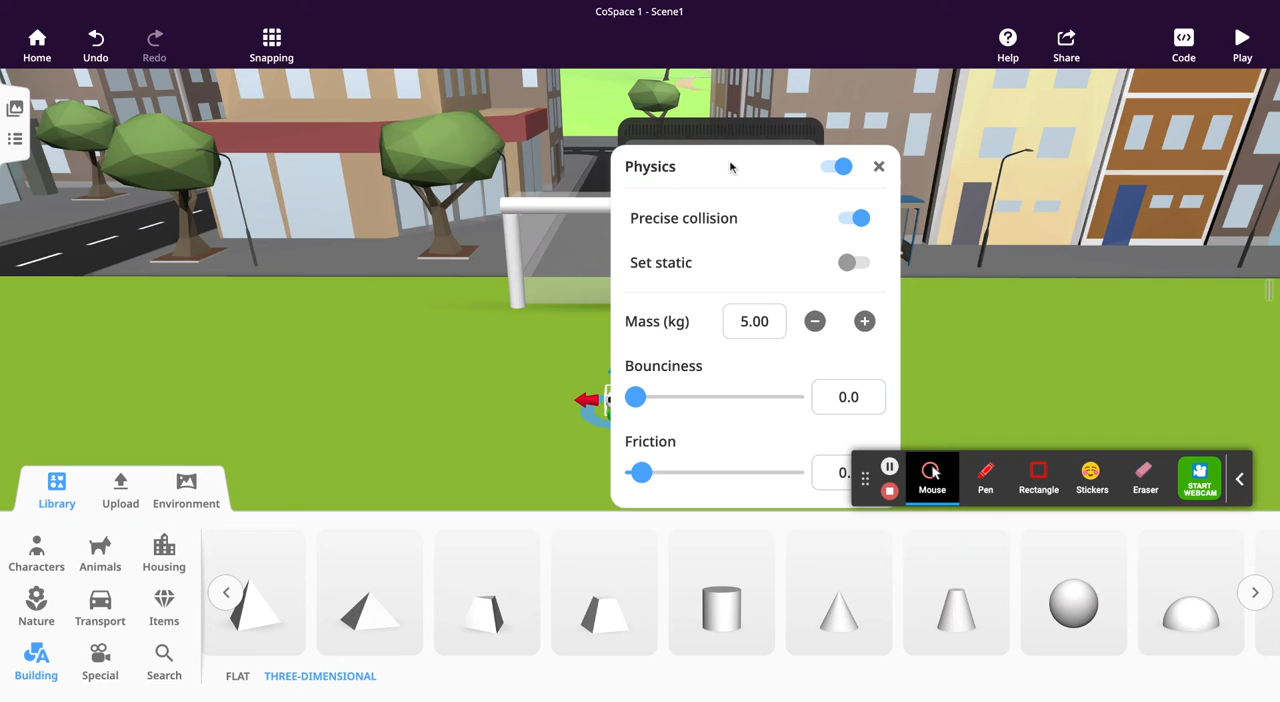 CoSpace 1 - Scene1
Home
Undo
Redo
Snapping
Help
Share
Code
Play
Physics
Precise collision
Set static
Mass (kg)
5.00
Bounciness
0.0
Friction
0.
Mouse
Pen
Rectangle
Stickers
Eraser
START
WEBCAM
Library
Upload
Environment
Characters
Animals
Housing
Nature
Transport
Items
Building
Special
Search
FLAT
THREE-DIMENSIONAL